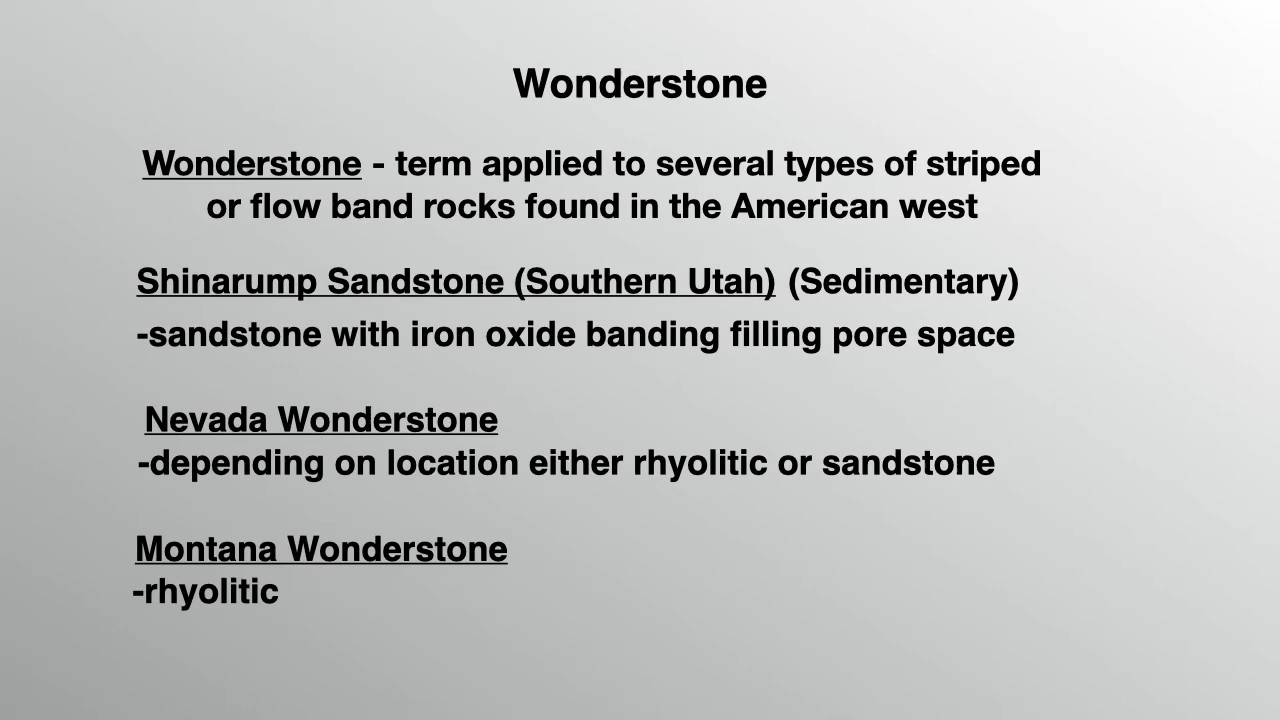 Wonderstone
Wonderstone - term applied to several types of striped
or flow band rocks found in the American west
Shinarump Sandstone (Southern Utah) (Sedimentary)
-sandstone with iron oxide banding filling pore space
Nevada Wonderstone
-depending on location either rhyolitic or sandstone
Montana Wonderstone
-rhyolitic